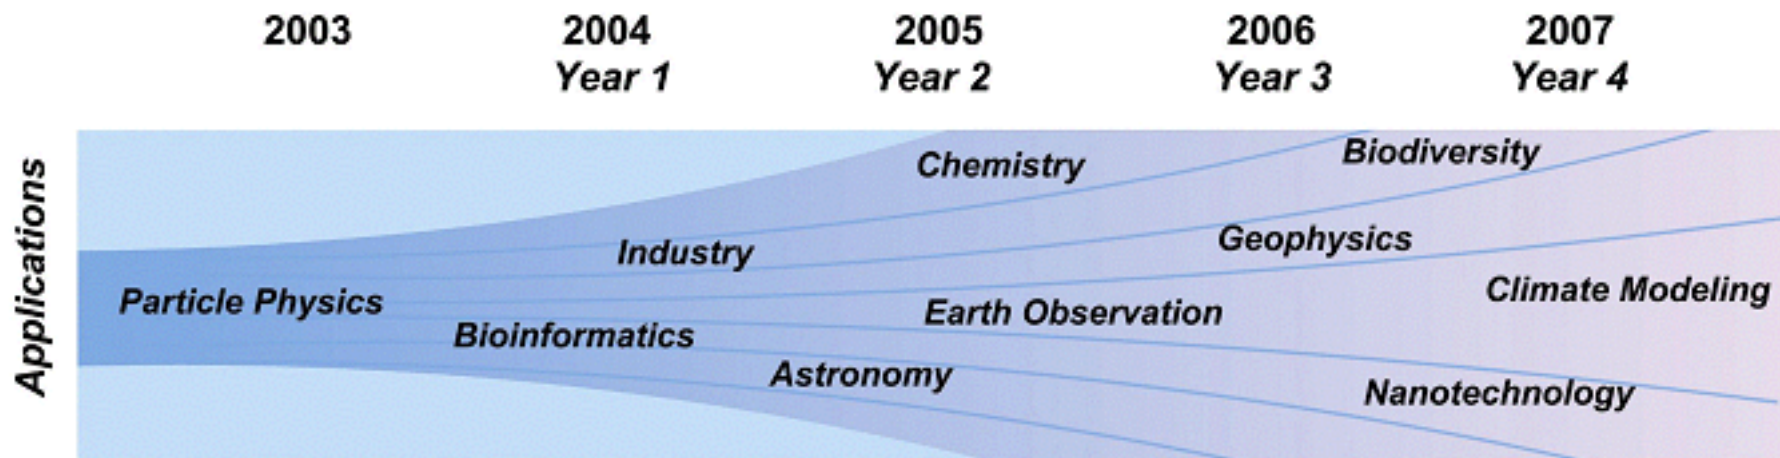 2003 2004 2005 2006 2007
Year 1 Year 2 Year 3 Year 4
Applications
Chemistry
Biodiversity
Industry
Geophysics
Particle Physics
Climate Modeling
Earth Observation
Bioinformatics
Astronomy
Nanotechnology